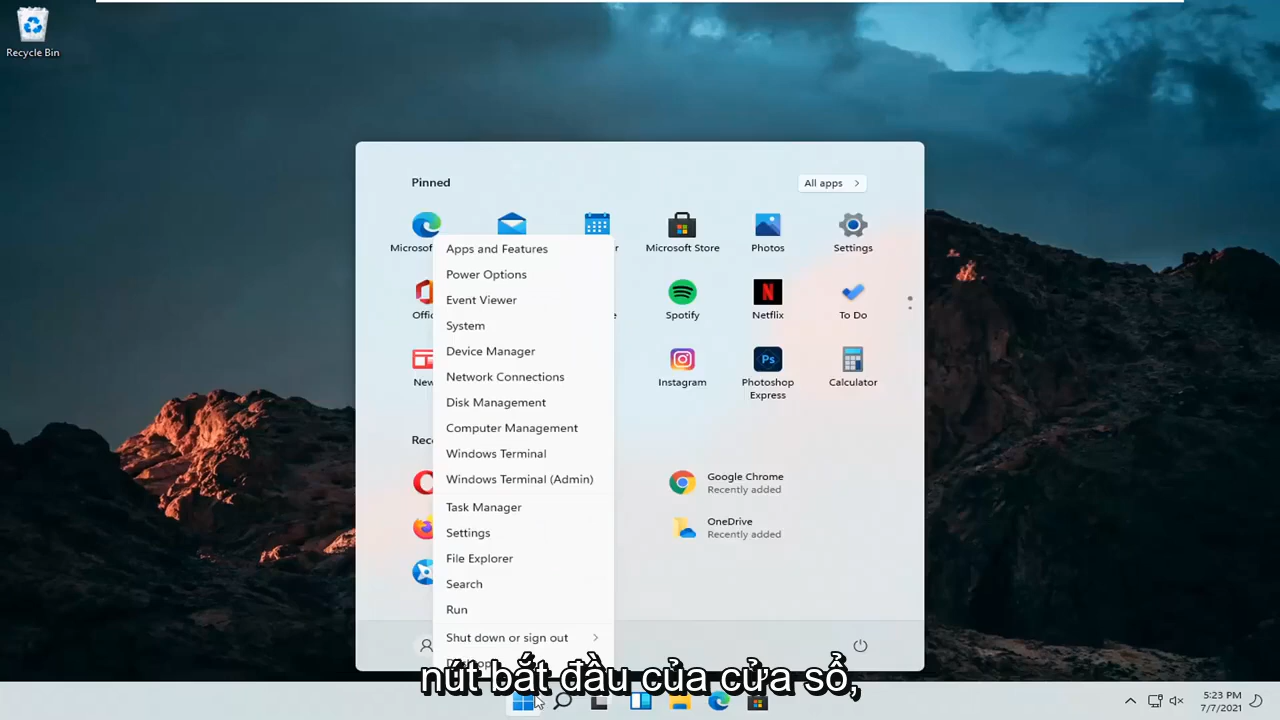 Recycle Bin
Pinned
All apps
Microsoft Store
Photos
Settings
Spotify
Netflix
To Do
Instagram
Photoshop
Express
Calculator
Apps and Features
Power Options
Event Viewer
System
Device Manager
Network Connections
Disk Management
Computer Management
Windows Terminal
Windows Terminal (Admin)
Task Manager
Settings
File Explorer
Search
Run
Shut down or sign out
Google Chrome
Recently added
OneDrive
Recently added
nút bắt đầu của cửa sổ,
5:23 PM
7/7/2021